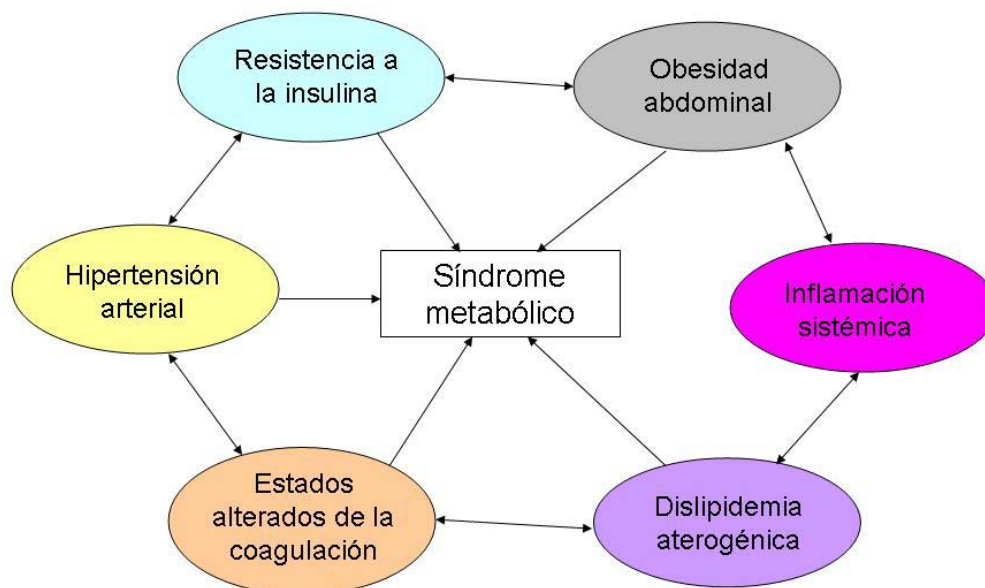 Resistencia a
la insulina
Obesidad
abdominal
Hipertensión
arterial
Síndrome
metabólico
Inflamación
sistémica
Estados
alterados de la
coagulación
Dislipidemia
aterogénica